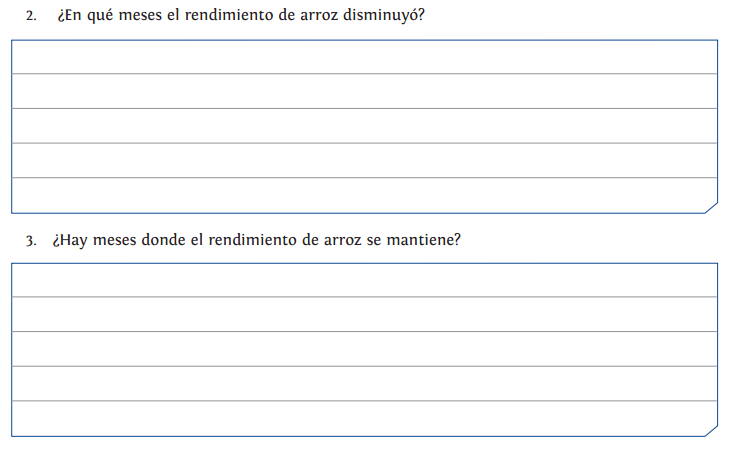 2. ¿En qué meses el rendimiento de arroz disminuyó?
3. ¿Hay meses donde el rendimiento de arroz se mantiene?